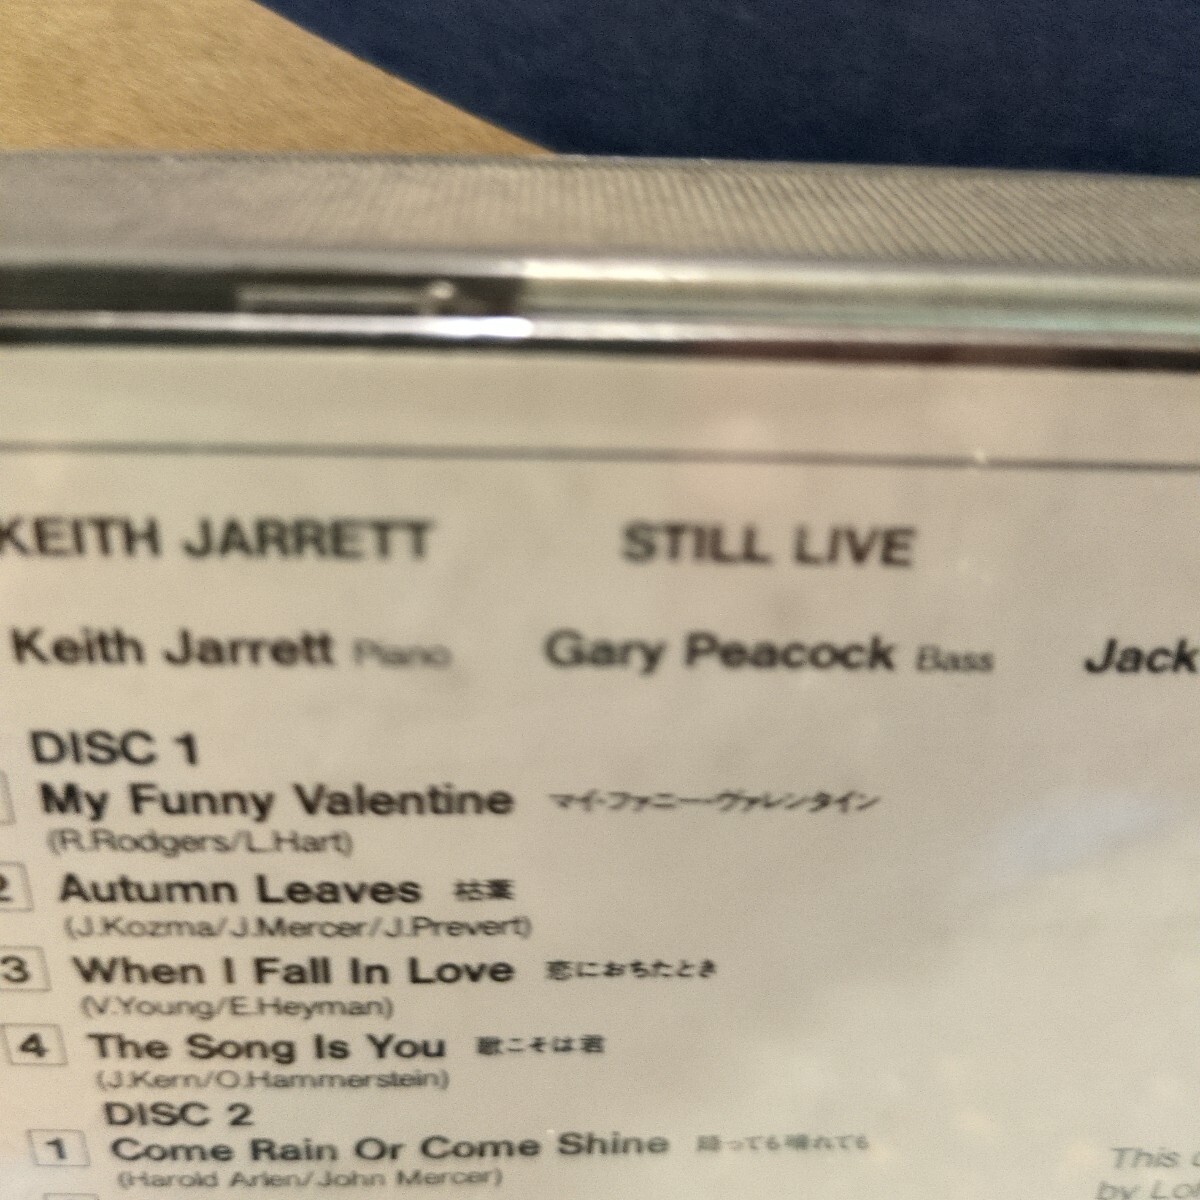 KEITH JARRETT STILL LIVE
Keith Jarrett Piano Gary Peacock Bass Jack
DISC 1
My Funny Valentine マイ・ファニー・ヴァレンタイン
(R.Rodgers/L.Hart)
2 Autumn Leaves 枯葉
(J.Kozma/J.Mercer/J.Prevert)
3 When I Fall In Love 恋におちたとき
(V.Young/E.Heyman)
4 The Song Is You 歌こそは君
(J.Kern/O.Hammerstein)
DISC 2
1 Come Rain Or Come Shine 降っても晴れても
(Harold Arlen/John Mercer)
This
by